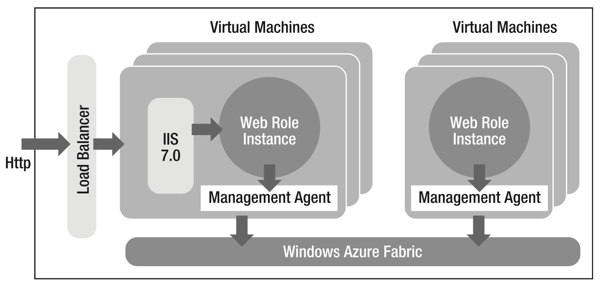 Virtual Machines
Virtual Machines
Http
Load Balancer
IIS
7.0
Web Role
Instance
Management Agent
Web Role
Instance
Management Agent
Windows Azure Fabric